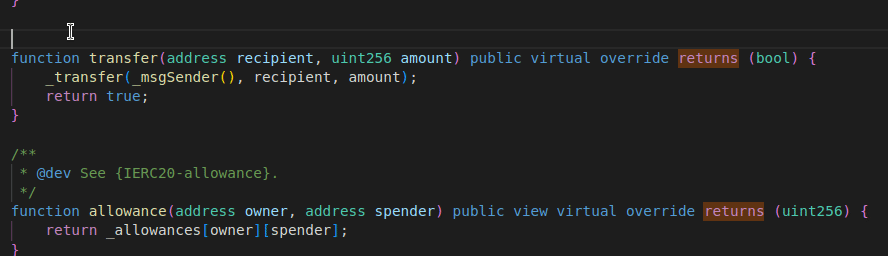 }
function transfer(address recipient, uint256 amount) public virtual override returns (bool) {
    _transfer(_msgSender(), recipient, amount);
    return true;
}
/**
 * @dev See {IERC20-allowance}.
 */
function allowance(address owner, address spender) public view virtual override returns (uint256) {
    return _allowances[owner][spender];
}